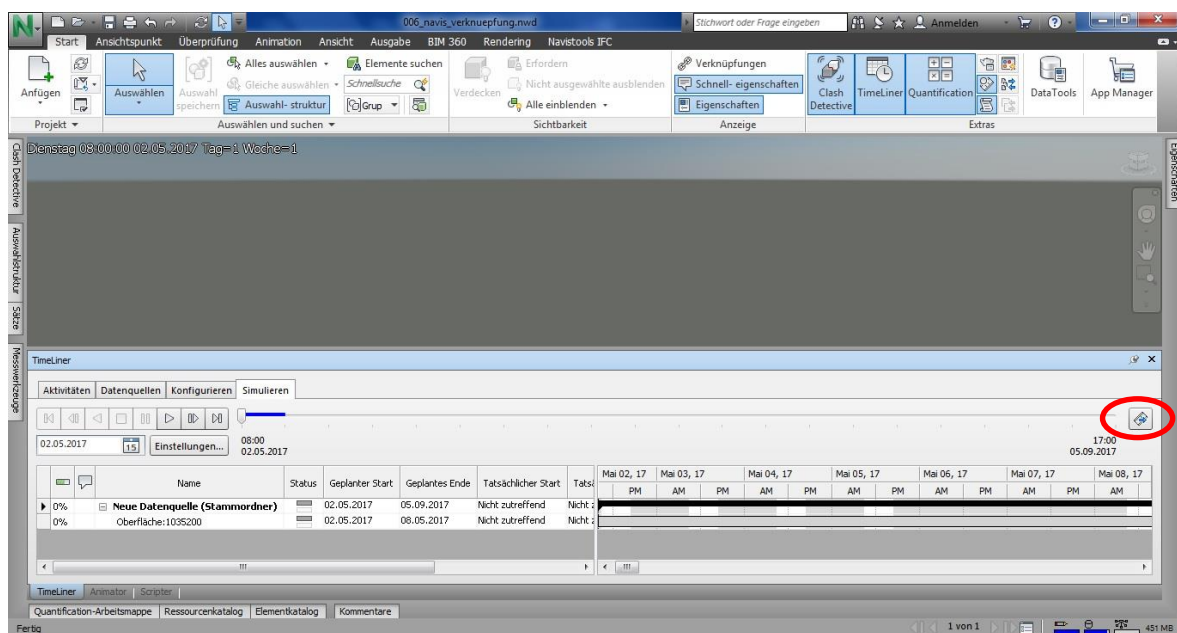 006_navis_verknuepfung.nwd
Stichwort oder Frage eingeben
Anmelden
Start Ansichtspunkt Überprüfung Animation Ansicht Ausgabe BIM 360 Rendering Navistools IFC
Anfügen
Auswählen
Auswahl speichern
Alles auswählen
Gleiche auswählen
Auswahl- struktur
Elemente suchen
Schnellsuche
Grup
Verdecken
Erfordern
Nicht ausgewählte ausblenden
Alle einblenden
Verknüpfungen
Schnell- eigenschaften
Eigenschaften
Clash Detective
TimeLiner
Quantification
DataTools
App Manager
Projekt Auswählen und suchen Sichtbarkeit Anzeige Extras
Dienstag 08:00:00 02.05.2017 Tag=1 Woche=1
Clash Detective
Auswahlstruktur
Sätze
Messwerkzeuge
Eigenschaften
TimeLiner
Aktivitäten Datenquellen Konfigurieren Simulieren
02.05.2017
15
Einstellungen...
08:00
02.05.2017
17:00
05.09.2017
Name Status Geplanter Start Geplantes Ende Tatsächlicher Start Tats
Mai 02, 17 Mai 03, 17 Mai 04, 17 Mai 05, 17 Mai 06, 17 Mai 07, 17 Mai 08, 17
PM AM PM AM PM AM PM AM PM AM PM AM
0% Neue Datenquelle (Stammordner) 02.05.2017 05.09.2017 Nicht zutreffend Nicht z
0% Oberfläche:1035200 02.05.2017 08.05.2017 Nicht zutreffend Nicht z
TimeLiner Animator Scripter
Quantification-Arbeitsmappe Ressourcenkatalog Elementkatalog Kommentare
Fertig
1 von 1
451 MB